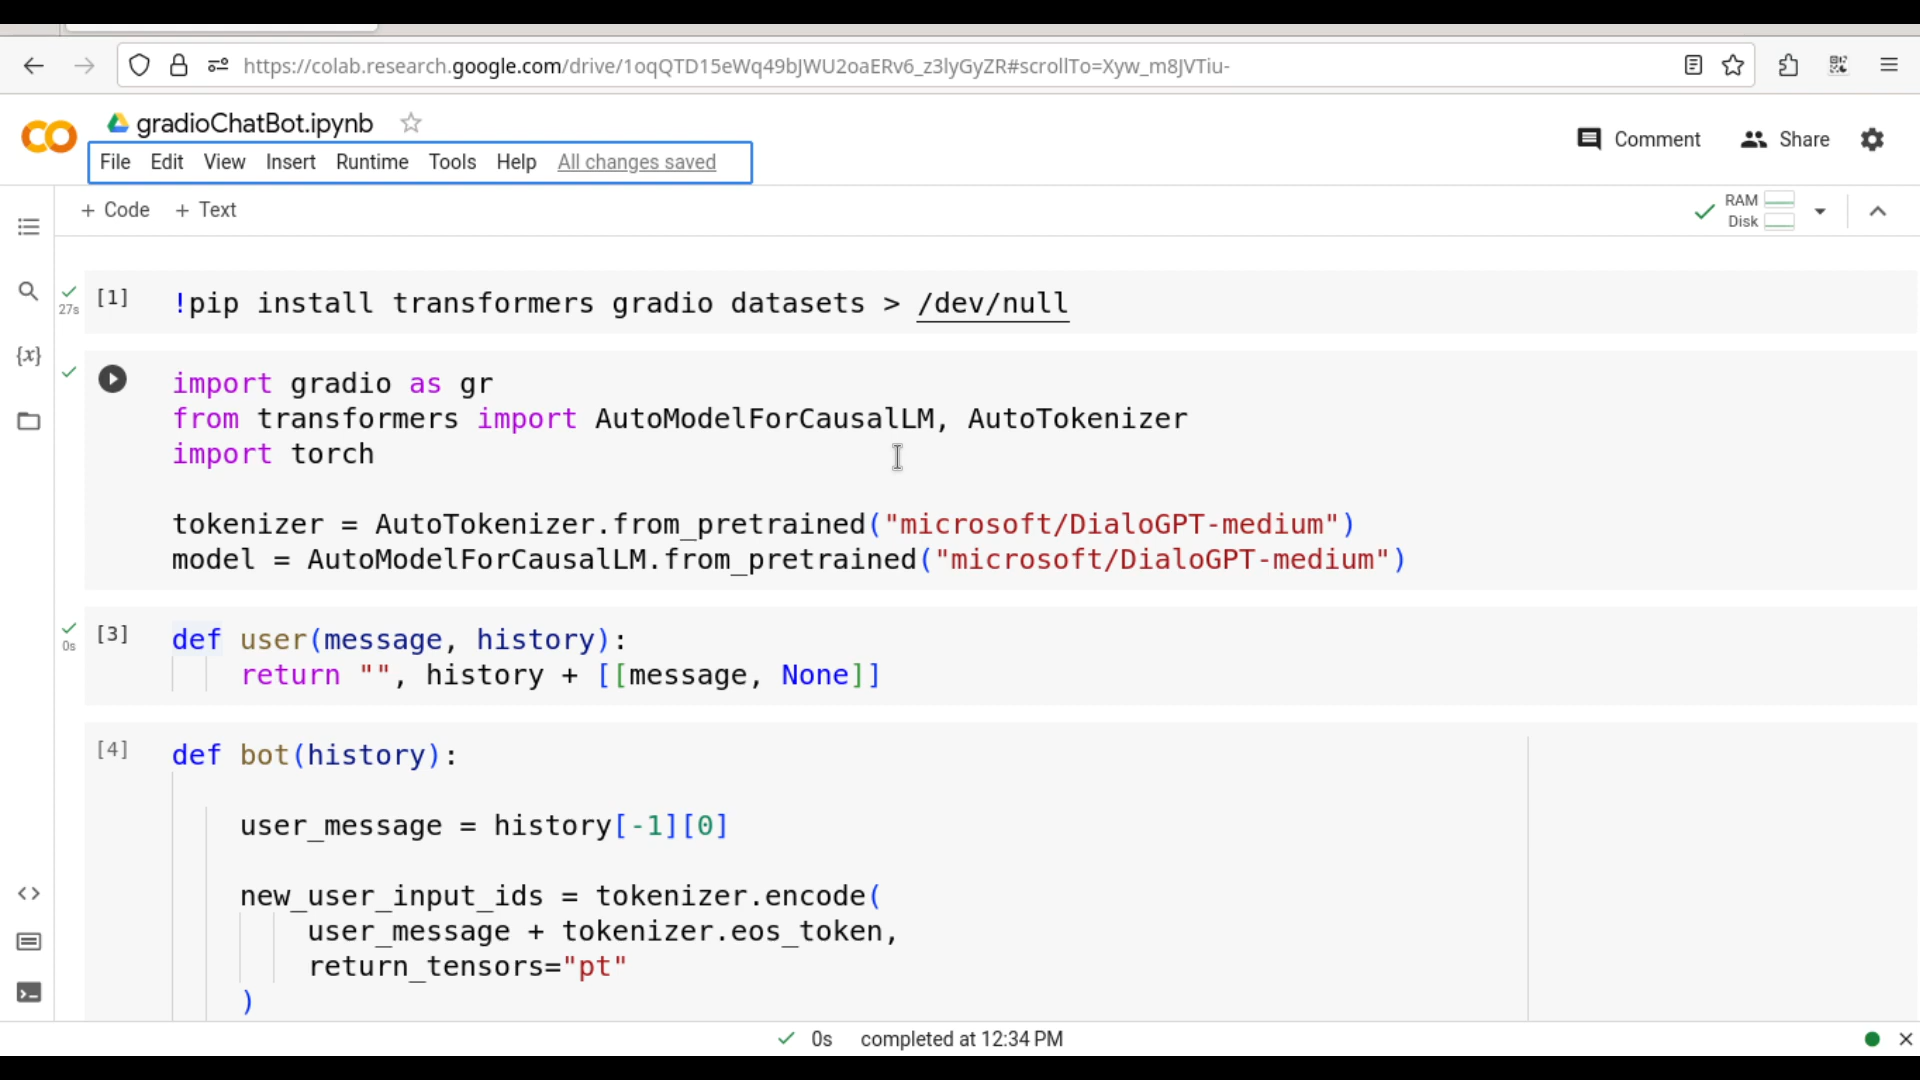 https://colab.research.google.com/drive/1oqQTD15eWq49bJWU2oaERv6_z3lyGyZR#scrollTo=Xyw_m8JVTiu-
gradioChatBot.ipynb
File Edit View Insert Runtime Tools Help All changes saved
Comment Share
+ Code + Text
RAM
Disk
27s
[1] !pip install transformers gradio datasets > /dev/null
import gradio as gr
from transformers import AutoModelForCausalLM, AutoTokenizer
import torch
tokenizer = AutoTokenizer.from_pretrained("microsoft/DialoGPT-medium")
model = AutoModelForCausalLM.from_pretrained("microsoft/DialoGPT-medium")
0s
[3] def user(message, history):
return "", history + [[message, None]]
[4] def bot(history):
user_message = history[-1][0]
new_user_input_ids = tokenizer.encode(
user_message + tokenizer.eos_token,
return_tensors="pt"
)
0s completed at 12:34 PM